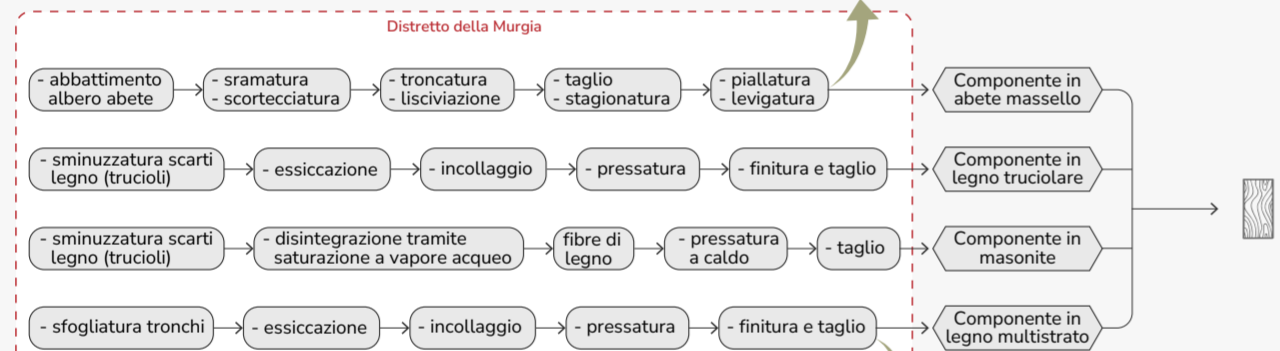 Distretto della Murgia
- abbattimento
albero abete
- sramatura
- scortecciatura
- troncatura
- lisciviazione
- taglio
- stagionatura
- piallatura
- levigatura
Componente in
abete massello
- sminuzzatura scarti
legno (trucioli)
- essiccazione
- incollaggio
- pressatura
- finitura e taglio
Componente in
legno truciolare
- sminuzzatura scarti
legno (trucioli)
- disintegrazione tramite
saturazione a vapore acqueo
fibre di
legno
- pressatura
a caldo
- taglio
Componente in
masonite
- sfogliatura tronchi
- essiccazione
- incollaggio
- pressatura
- finitura e taglio
Componente in
legno multistrato